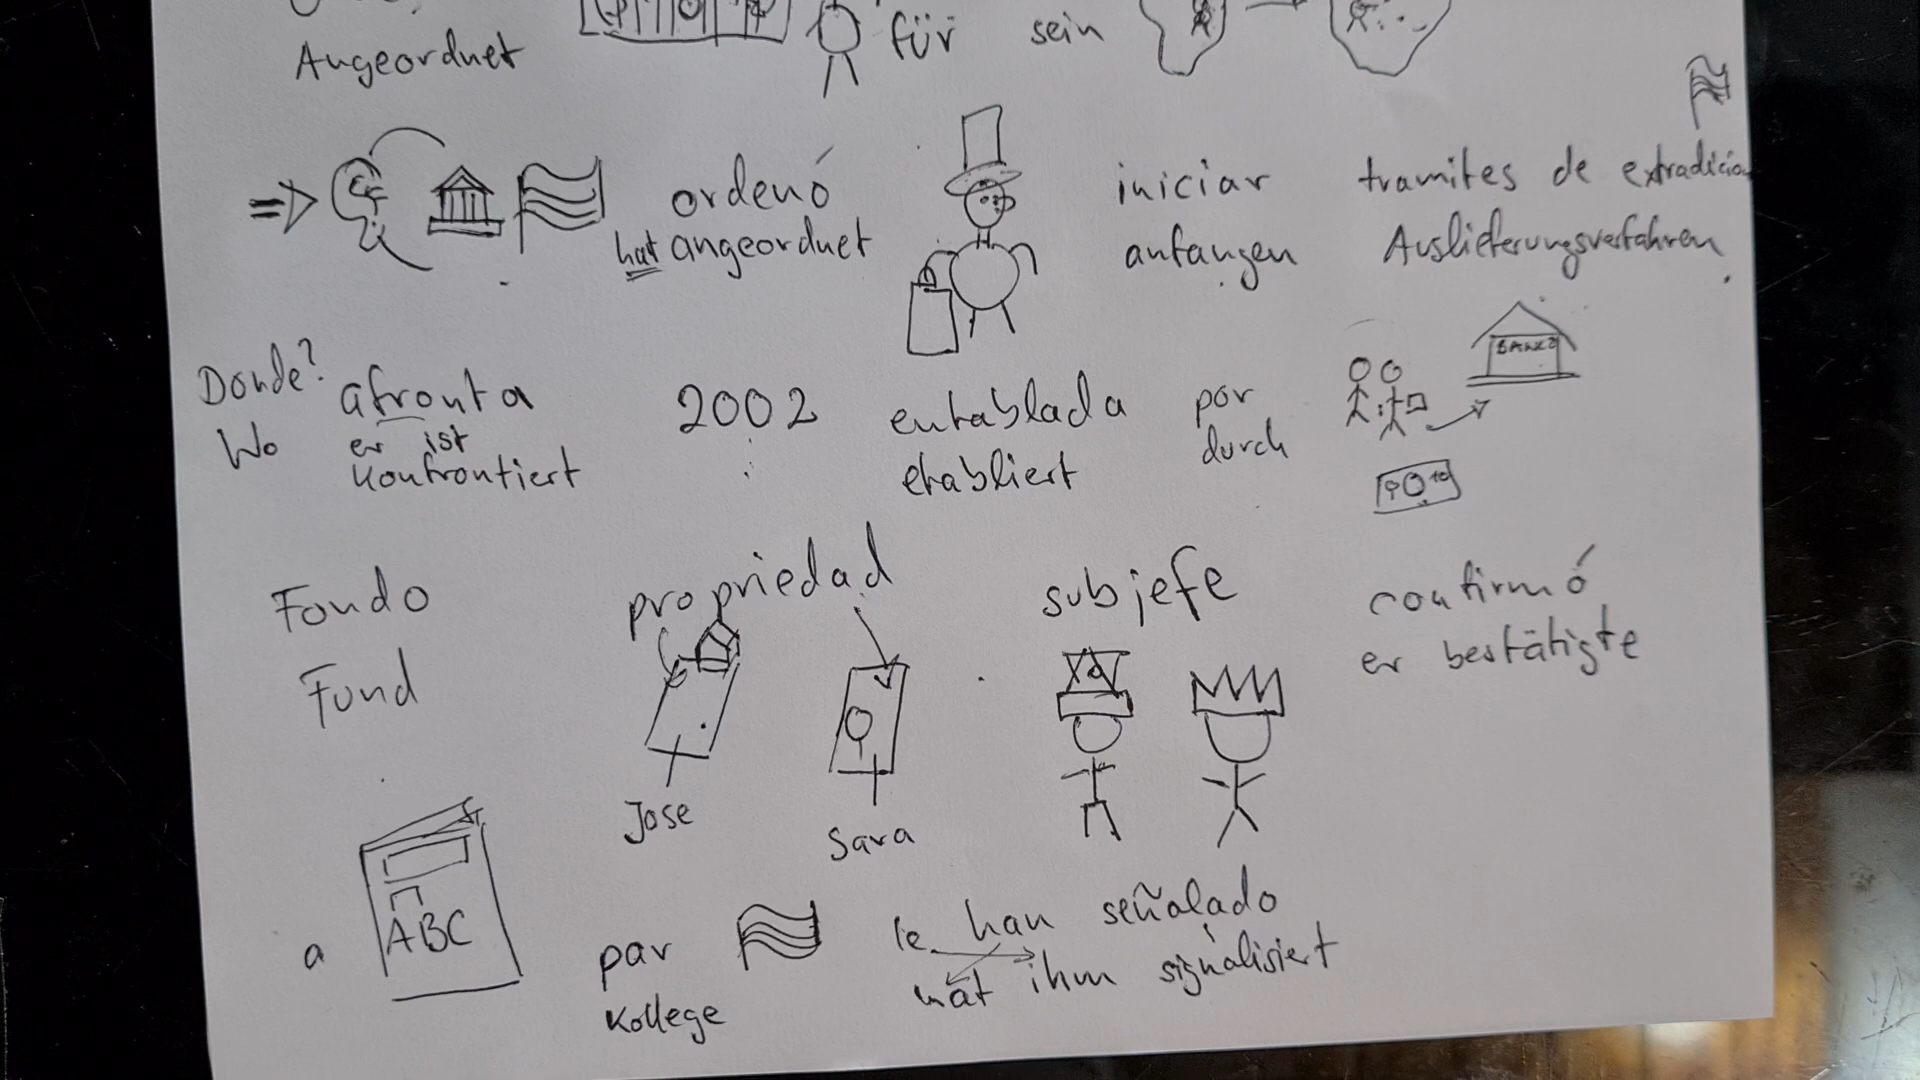 Angeordnet
für sein
ordenó iniciar tramites de extradicion
hat angeordnet anfangen Auslieferungsverfahren
BANCO
Donde? afronta 2002 entablada por
Wo er ist konfrontiert etabliert durch
10
Fondo propriedad subjefe confirmó
Fund er bestätigte
Jose Sara
ABC
a par le han señalado
Kollege hat ihm signalisiert